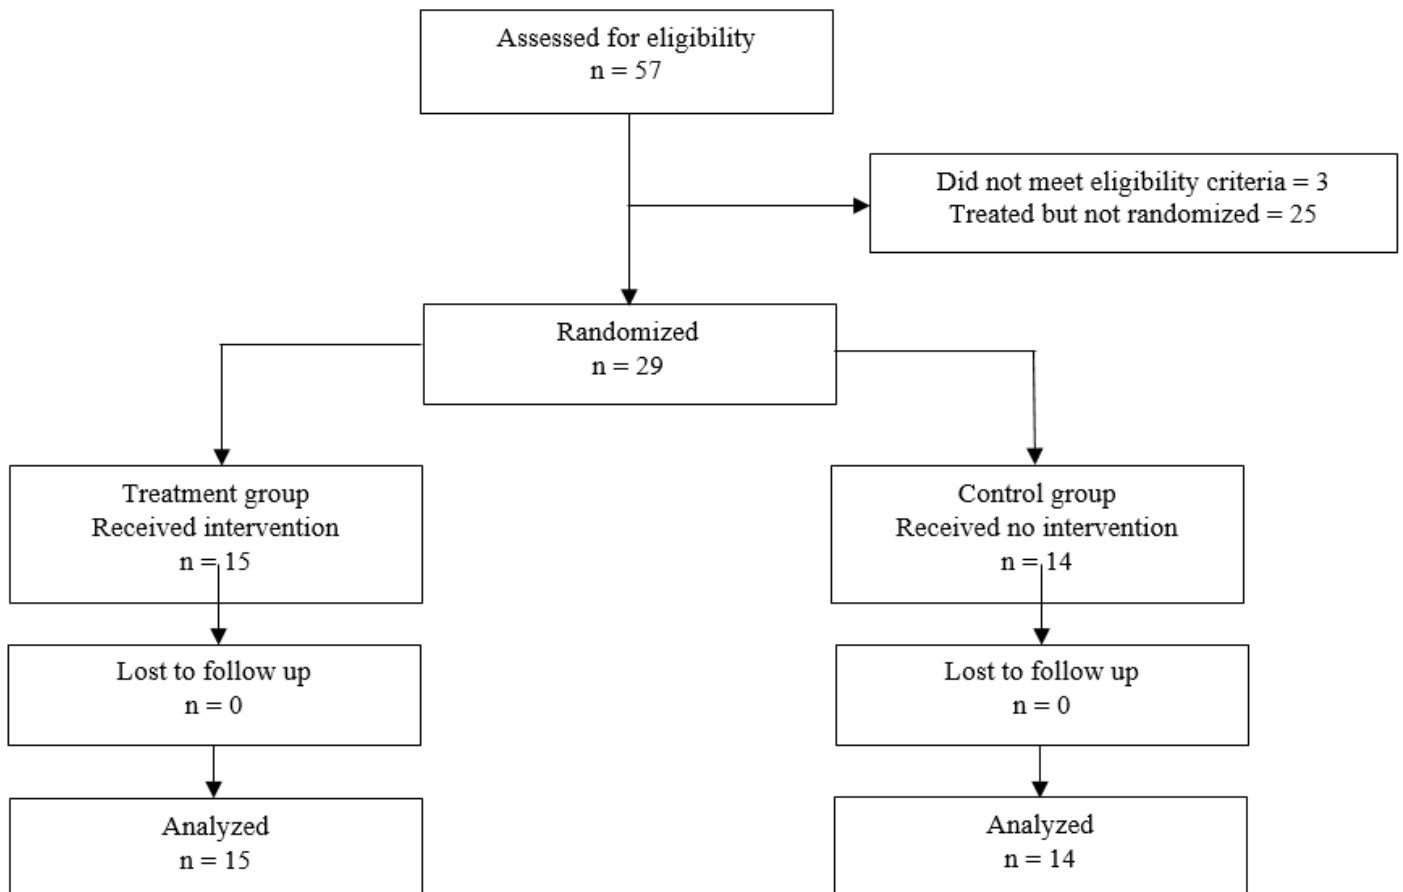 Assessed for eligibility
n = 57
Did not meet eligibility criteria = 3
Treated but not randomized = 25
Randomized
n = 29
Treatment group
Received intervention
n = 15
Control group
Received no intervention
n = 14
Lost to follow up
n = 0
Lost to follow up
n = 0
Analyzed
n = 15
Analyzed
n = 14